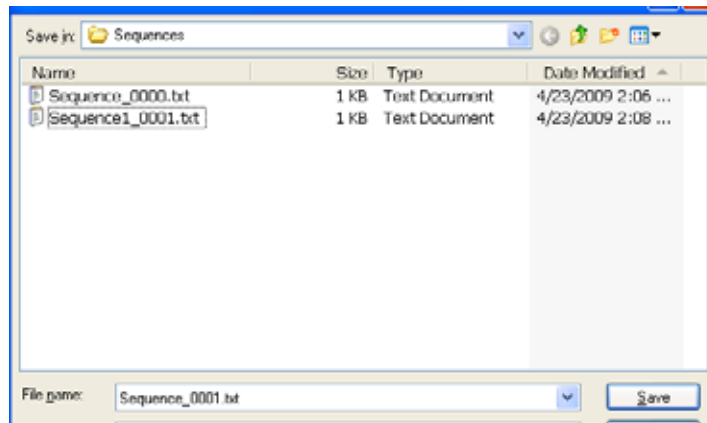 Save in: Sequences
Name Size Type Date Modified
Sequence_0000.txt 1 KB Text Document 4/23/2009 2:06 ...
Sequence1_0001.txt 1 KB Text Document 4/23/2009 2:08 ...
File name: Sequence_0001.txt Save